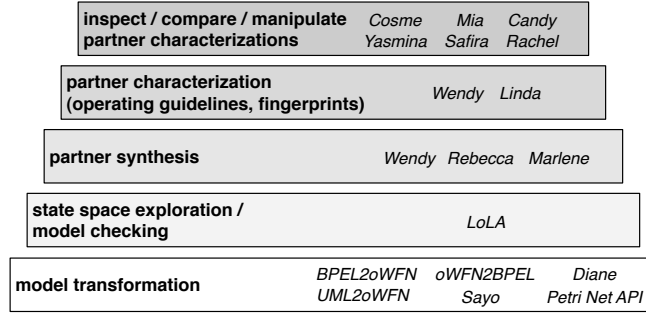 inspect / compare / manipulate Cosme Mia Candy
partner characterizations Yasmina Safira Rachel
partner characterization
(operating guidelines, fingerprints) Wendy Linda
partner synthesis Wendy Rebecca Marlene
state space exploration /
model checking LoLA
model transformation BPEL2oWFN oWFN2BPEL Diane
UML2oWFN Sayo Petri Net API